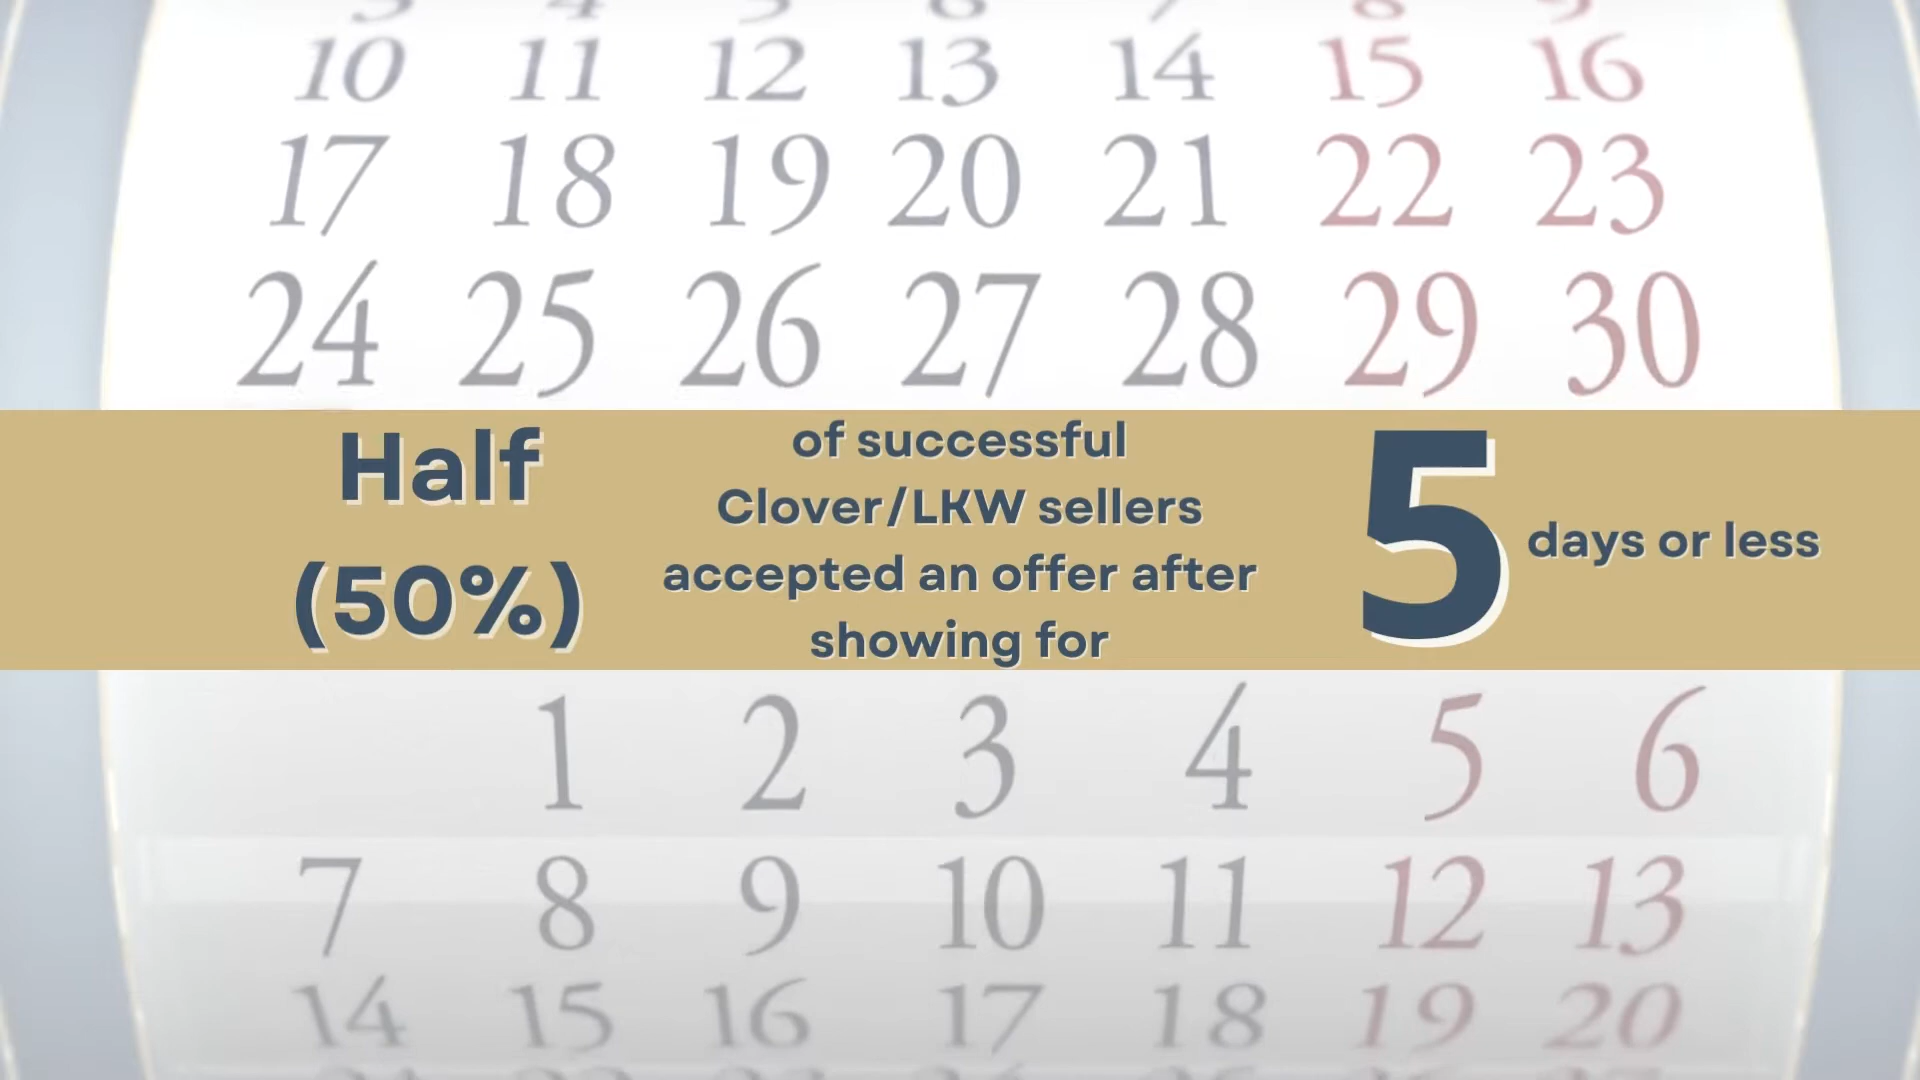 10 11 12 13 14 15 16
17 18 19 20 21 22 23
24 25 26 27 28 29 30
Half
(50%)
of successful
Clover/LKW sellers
accepted an offer after
showing for
5
days or less
1 2 3 4 5 6
7 8 9 10 11 12 13
14 15 16 17 18 19 20